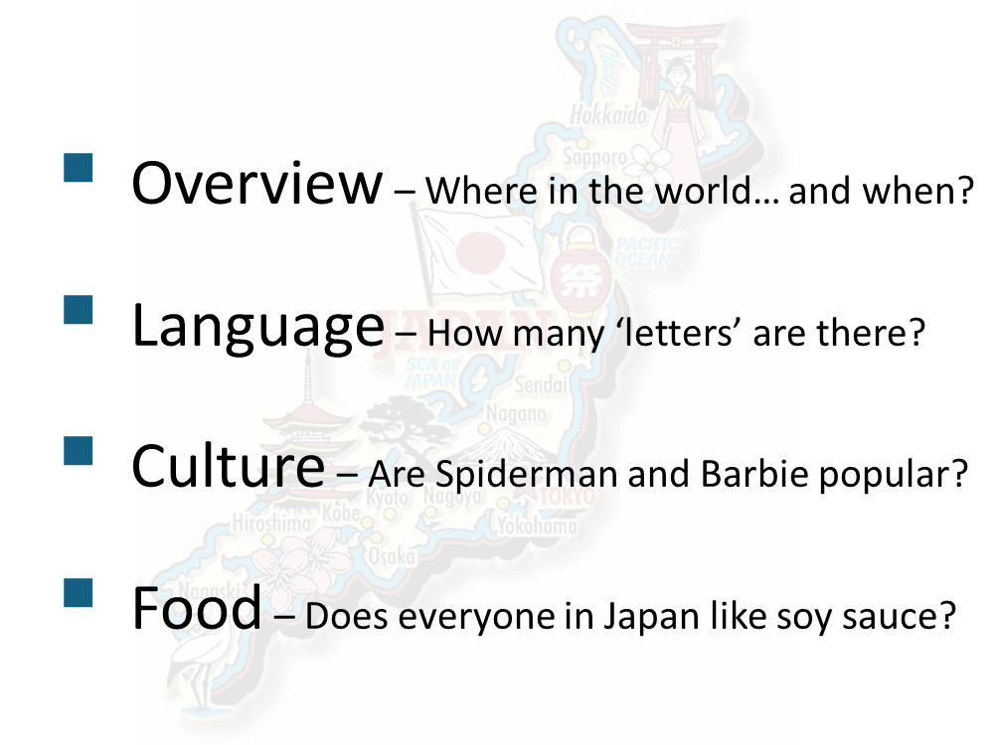 Overview – Where in the world... and when?
Language – How many ‘letters’ are there?
Culture – Are Spiderman and Barbie popular?
Food – Does everyone in Japan like soy sauce?
Hokkaido
Sapporo
PACIFIC
OCEAN
祭
JAPAN
SEA of
JAPAN
Sendai
Nagano
Kyoto
Nagoya
TOKYO
Hiroshima
Kobe
Yokohama
Osaka
Nagaski